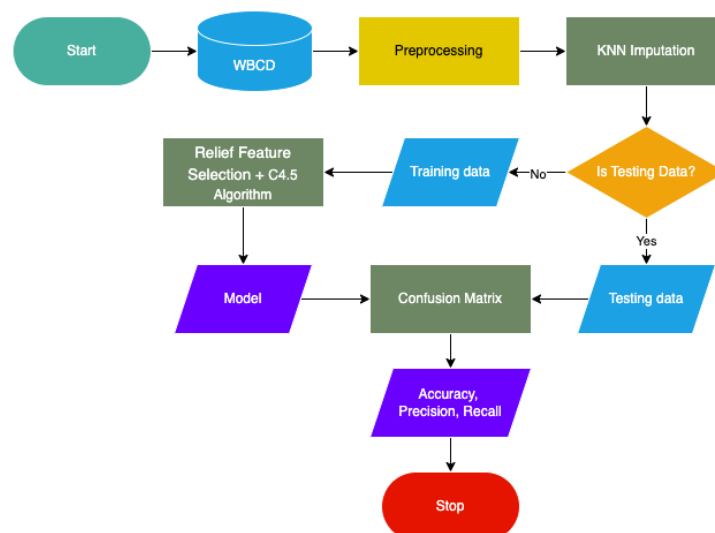 Start
WBCD
Preprocessing
KNN Imputation
Is Testing Data?
No
Training data
Relief Feature
Selection + C4.5
Algorithm
Yes
Model
Confusion Matrix
Testing data
Accuracy,
Precision, Recall
Stop